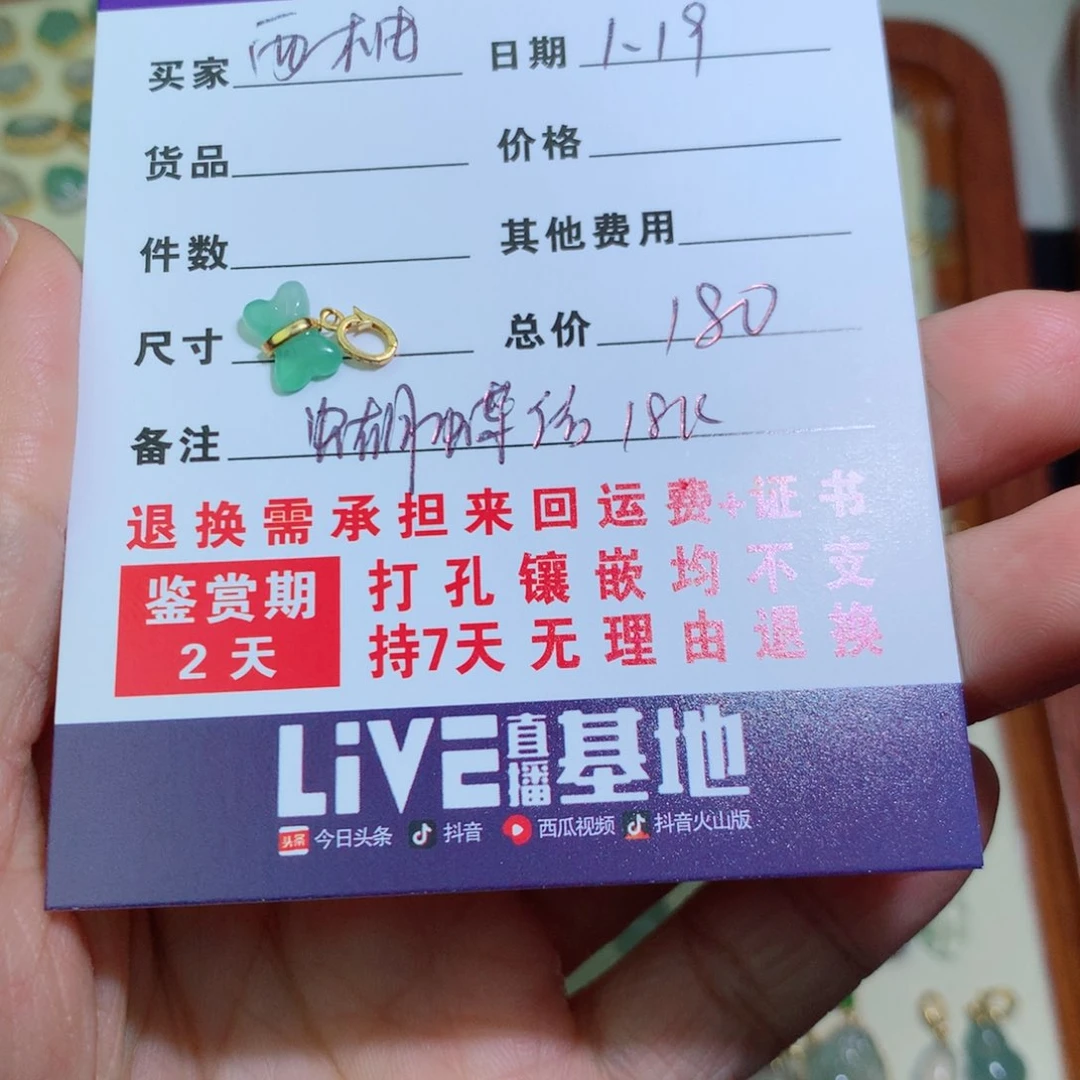 买家 西柚 日期 1.19
货品 价格
件数 其他费用
尺寸 总价 180
备注 蝴蝶 18K
退换需承担来回运费+证书
鉴赏期 打孔镶嵌均不支
2天 持7天无理由退换
LiVE直播基地
头条 今日头条 抖音 西瓜视频 抖音火山版